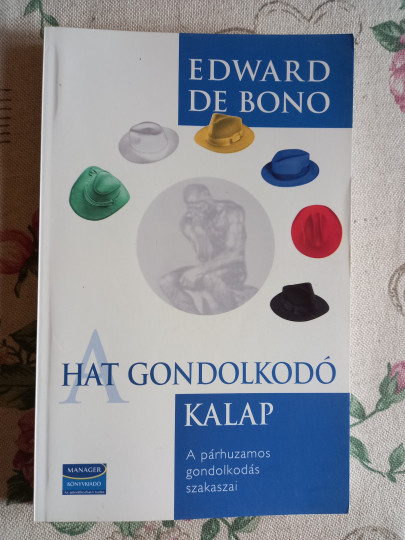 EDWARD
DE BONO
A
HAT GONDOLKODÓ
KALAP
A párhuzamos
gondolkodás
szakaszai
MANAGER
KÖNYVKIADÓ